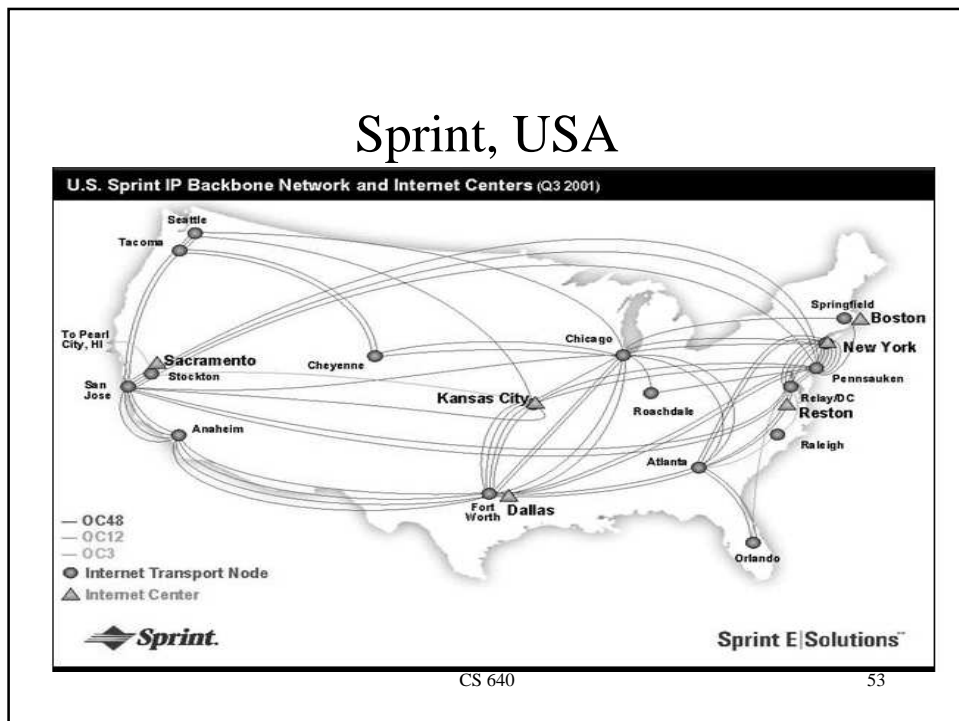 Sprint, USA
U.S. Sprint IP Backbone Network and Internet Centers (Q3 2001)
Seattle
Tacoma
To Pearl
City, HI
Sacramento
Stockton
San
Jose
Anaheim
Cheyenne
Kansas City
Chicago
Roachdale
Springfield
Boston
New York
Pennsauken
Relay/DC
Reston
Raleigh
Atlanta
Fort
Worth
Dallas
Orlando
OC48
OC12
OC3
Internet Transport Node
Internet Center
Sprint.
Sprint E|Solutions
CS 640
53